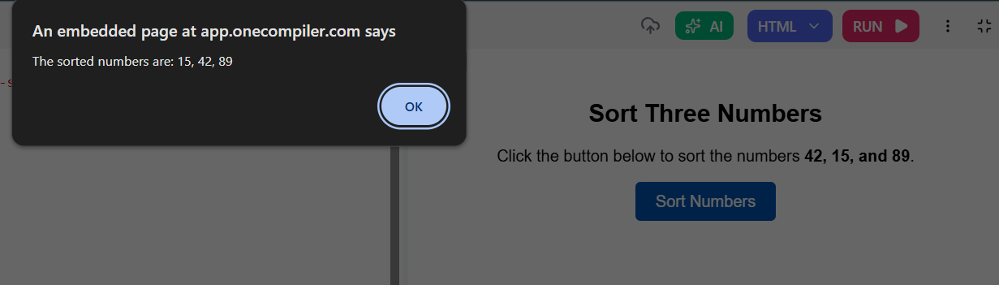 An embedded page at app.onecompiler.com says
The sorted numbers are: 15, 42, 89
OK
AI
HTML
RUN
Sort Three Numbers
Click the button below to sort the numbers 42, 15, and 89.
Sort Numbers